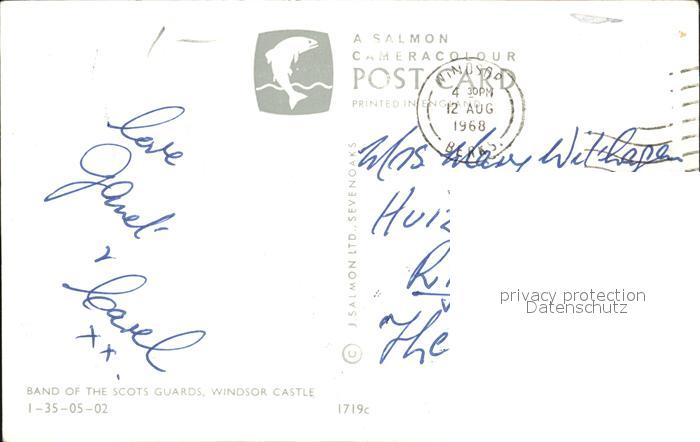 A SALMON
CAMERACOLOUR
POST CARD
PRINTED IN ENGLAND
WINDSOR
4 30PM
12 AUG
1968
BERKS.
love
Janet
&
Carel
xx.
Mrs
privacy protection
Datenschutz
© J SALMON LTD., SEVENOAKS
BAND OF THE SCOTS GUARDS, WINDSOR CASTLE
1-35-05-02
1719c